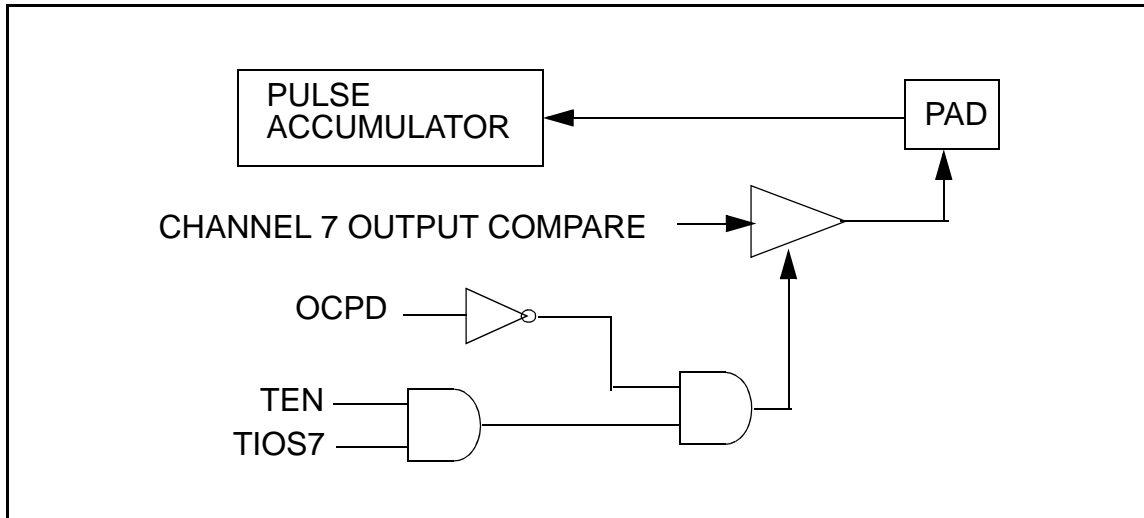 PULSE
ACCUMULATOR
PAD
CHANNEL 7 OUTPUT COMPARE
OCPD
TEN
TIOS7